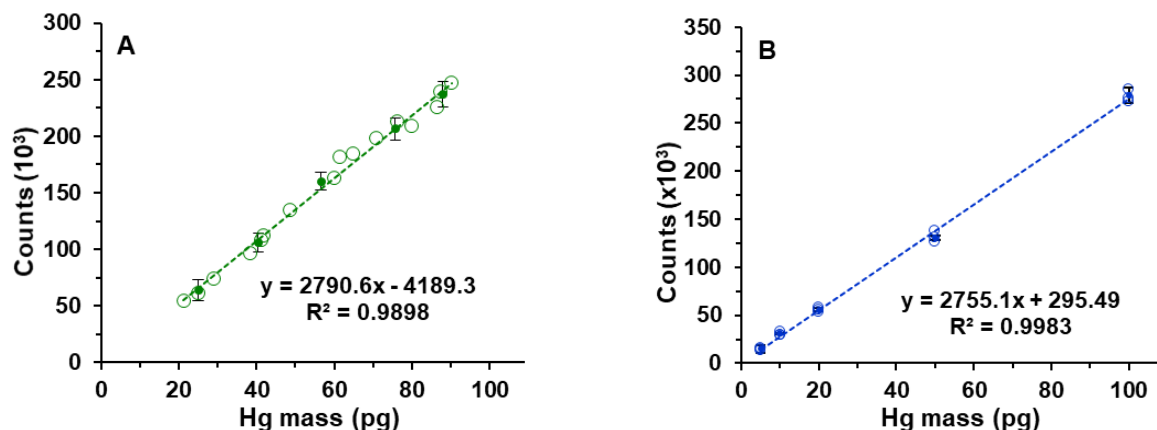 A
Counts (10³)
300
250
200
150
100
50
0
y = 2790.6x - 4189.3
R² = 0.9898
0 20 40 60 80 100
Hg mass (pg)
B
Counts (x10³)
350
300
250
200
150
100
50
0
y = 2755.1x + 295.49
R² = 0.9983
0 20 40 60 80 100
Hg mass (pg)